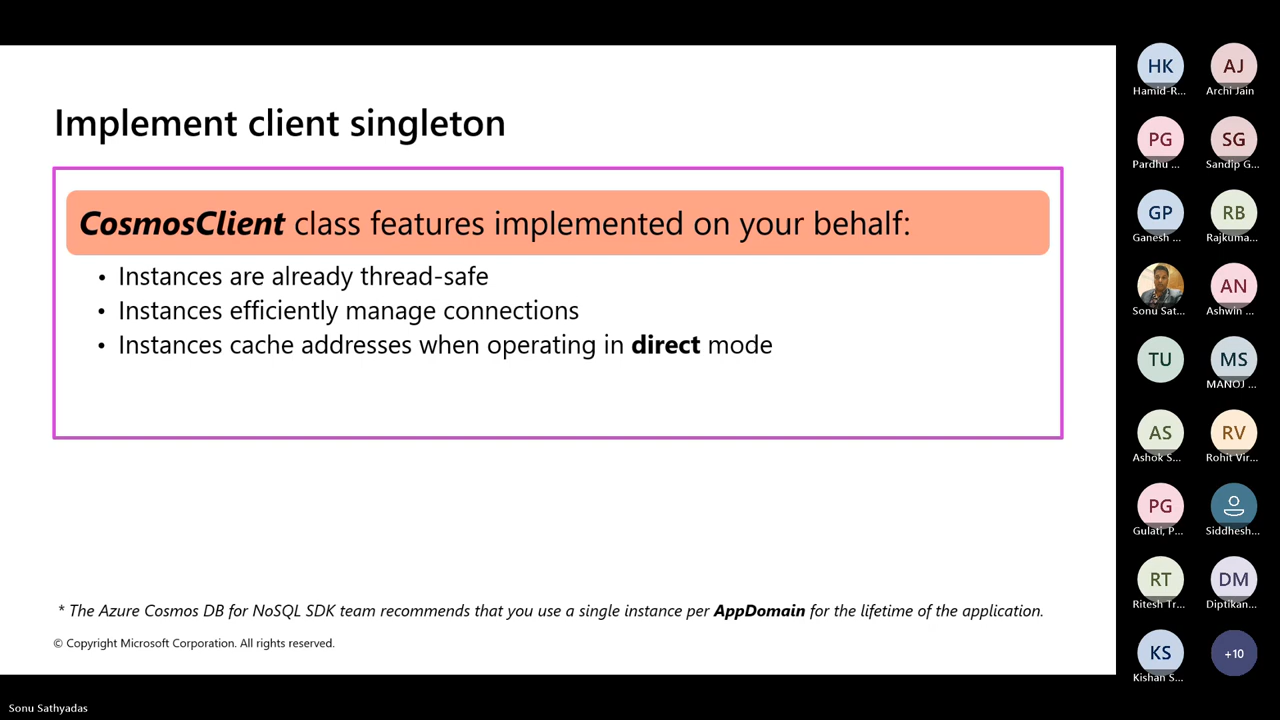 Implement client singleton
CosmosClient class features implemented on your behalf:
• Instances are already thread-safe
• Instances efficiently manage connections
• Instances cache addresses when operating in direct mode
* The Azure Cosmos DB for NoSQL SDK team recommends that you use a single instance per AppDomain for the lifetime of the application.
© Copyright Microsoft Corporation. All rights reserved.
Sonu Sathyadas
HK AJ
Hamid-R... Archi Jain
PG SG
Pardhu ... Sandip G...
GP RB
Ganesh ... Rajkuma...
AN
Sonu Sat... Ashwin ...
TU MS
MANOJ ...
AS RV
Ashok S... Rohit Vir...
PG
Gulati, P... Siddhesh...
RT DM
Ritesh Tr... Diptikan...
KS +10
Kishan S...